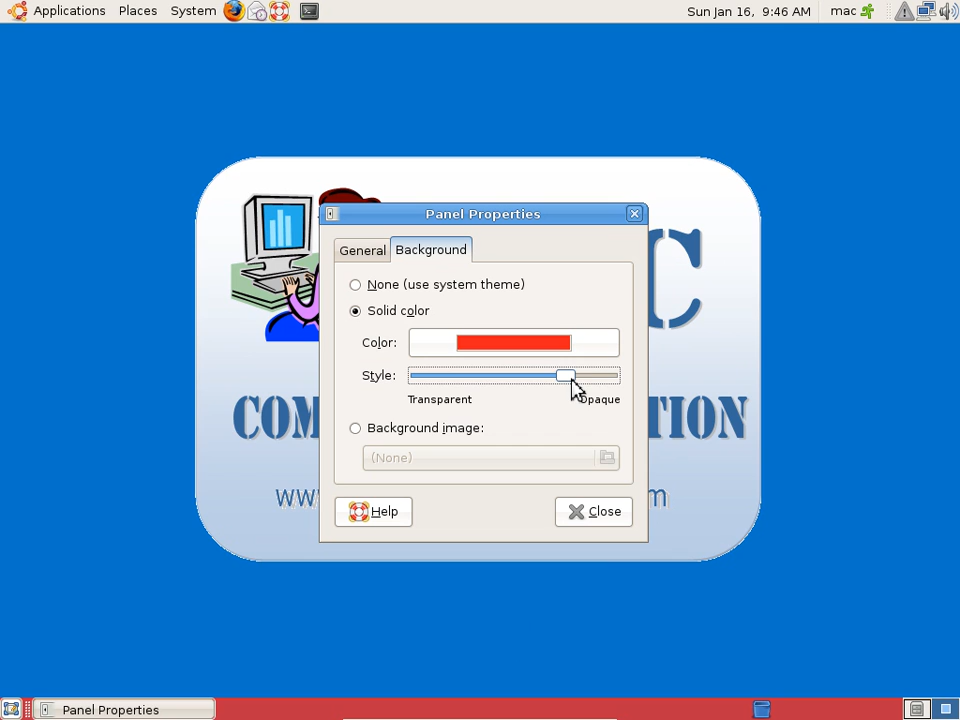 Applications Places System Sun Jan 16, 9:46 AM mac
Panel Properties
General Background
None (use system theme)
Solid color
Color:
Style:
Transparent Opaque
Background image:
(None)
Help Close
Panel Properties